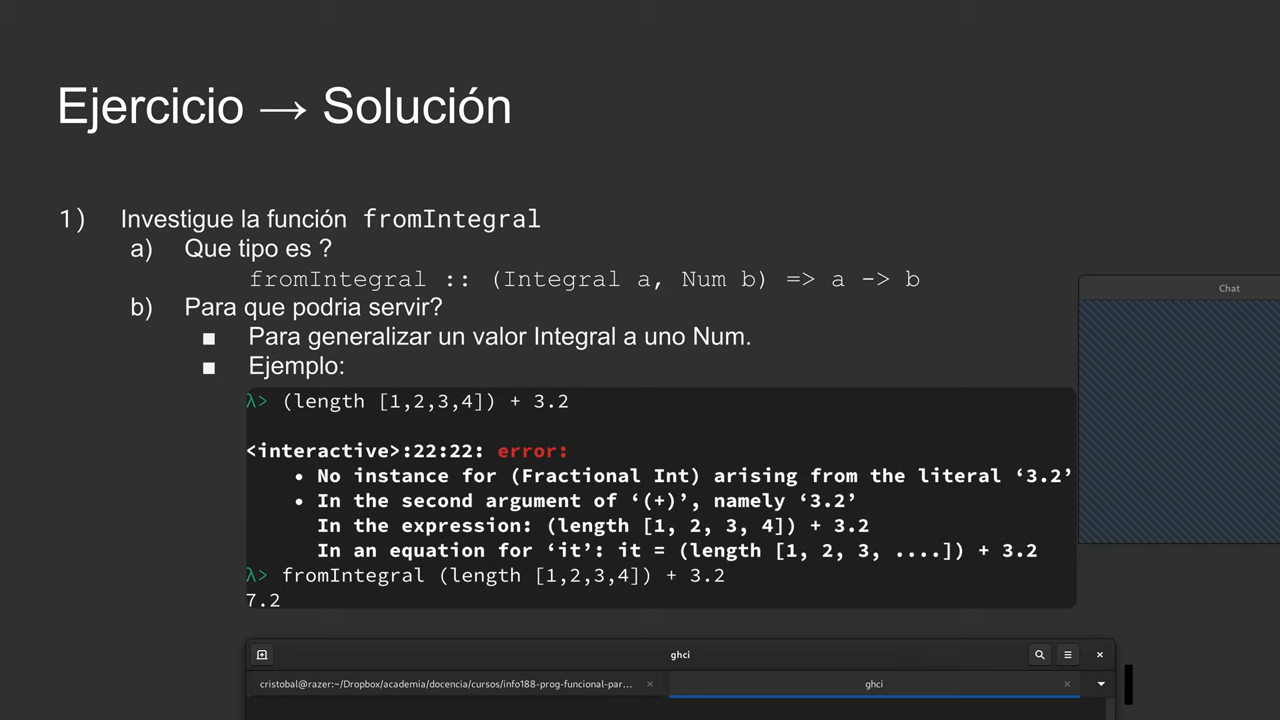 Ejercicio → Solución
1) Investigue la función fromIntegral
a) Que tipo es ?
fromIntegral :: (Integral a, Num b) => a -> b
b) Para que podria servir?
■ Para generalizar un valor Integral a uno Num.
■ Ejemplo:
λ> (length [1,2,3,4]) + 3.2
<interactive>:22:22: error:
• No instance for (Fractional Int) arising from the literal ‘3.2’
• In the second argument of ‘(+)’, namely ‘3.2’
In the expression: (length [1, 2, 3, 4]) + 3.2
In an equation for ‘it’: it = (length [1, 2, 3, ....]) + 3.2
λ> fromIntegral (length [1,2,3,4]) + 3.2
7.2
Chat
ghci
cristobal@razer:~/Dropbox/academia/docencia/cursos/info188-prog-funcional-par...
ghci